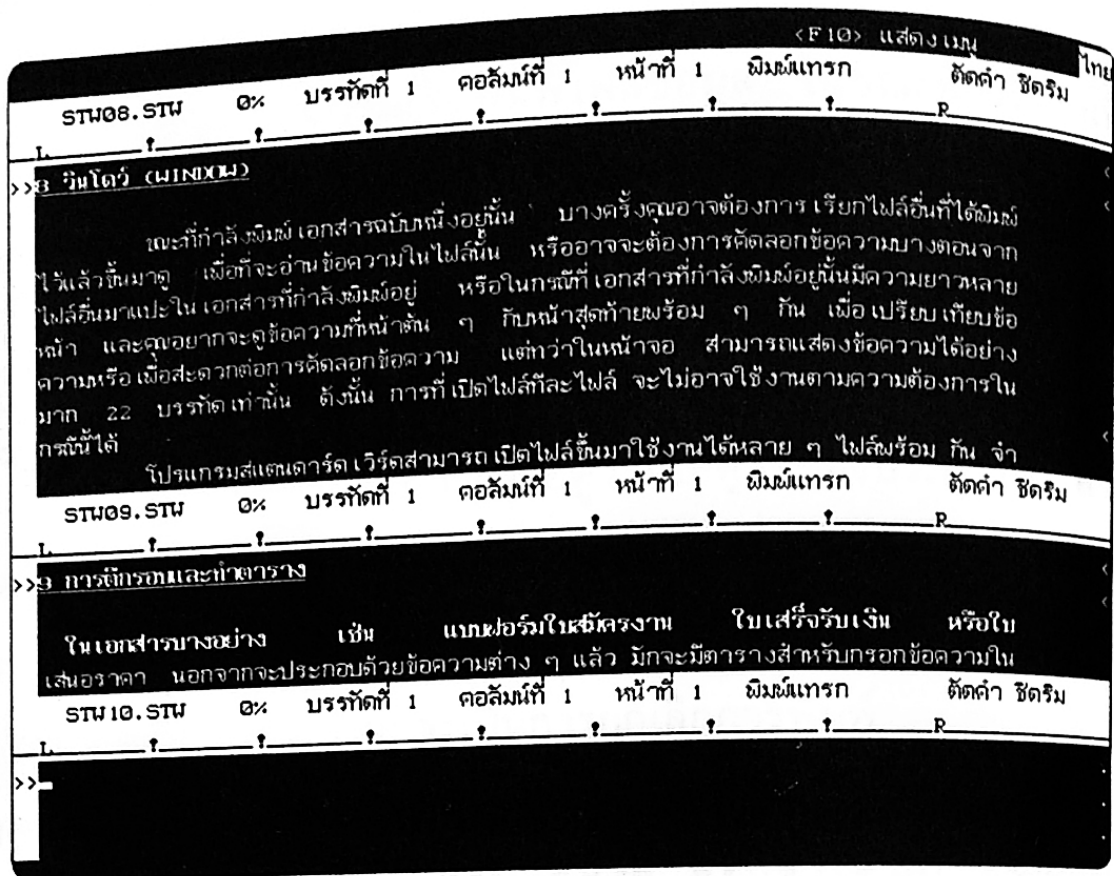 <F10> แสดงเมนู
ไทย
STW08.STW 0% บรรทัดที่ 1 คอลัมน์ที่ 1 หน้าที่ 1 พิมพ์แทรก ตัดคำ ชิดริม
L R
>>8 วินโดว์ (WINDOW)
ขณะที่กำลังพิมพ์เอกสารฉบับหนึ่งอยู่นั้น บางครั้งคุณอาจต้องการเรียกไฟล์อื่นที่ได้พิมพ์
ไว้แล้วขึ้นมาดู เพื่อที่จะอ่านข้อความในไฟล์นั้น หรืออาจจะต้องการคัดลอกข้อความบางตอนจาก
ไฟล์อื่นมาแปะในเอกสารที่กำลังพิมพ์อยู่ หรือในกรณีที่เอกสารที่กำลังพิมพ์อยู่นั้นมีความยาวหลาย
หน้า และคุณอยากจะดูข้อความที่หน้าต้น ๆ กับหน้าสุดท้ายพร้อม ๆ กัน เพื่อเปรียบเทียบข้อ
ความหรือเพื่อสะดวกต่อการคัดลอกข้อความ แต่ทว่าในหน้าจอ สามารถแสดงข้อความได้อย่าง
มาก 22 บรรทัดเท่านั้น ดังนั้น การที่เปิดไฟล์ทีละไฟล์ จะไม่อาจใช้งานตามความต้องการใน
กรณีนี้ได้
โปรแกรมสแตนดาร์ดเวิร์ดสามารถเปิดไฟล์ขึ้นมาใช้งานได้หลาย ๆ ไฟล์พร้อม กัน จำ
STW09.STW 0% บรรทัดที่ 1 คอลัมน์ที่ 1 หน้าที่ 1 พิมพ์แทรก ตัดคำ ชิดริม
L R
>>9 การตีกรอบและทำตาราง
ในเอกสารบางอย่าง เช่น แบบฟอร์มใบสมัครงาน ใบเสร็จรับเงิน หรือใบ
เสนอราคา นอกจากจะประกอบด้วยข้อความต่าง ๆ แล้ว มักจะมีตารางสำหรับกรอกข้อความใน
STW10.STW 0% บรรทัดที่ 1 คอลัมน์ที่ 1 หน้าที่ 1 พิมพ์แทรก ตัดคำ ชิดริม
L R
>>